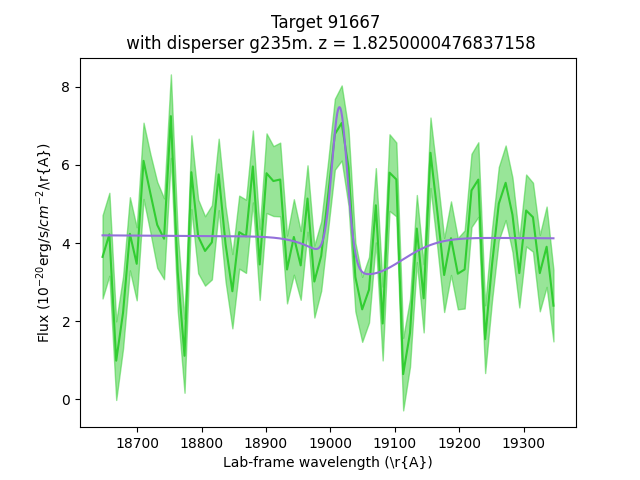 Target 91667
with disperser g235m. z = 1.8250000476837158
8
6
4
2
0
Flux (10^{-20}erg/s/cm^{-2}/\r{A})
18700 18800 18900 19000 19100 19200 19300
Lab-frame wavelength (\r{A})